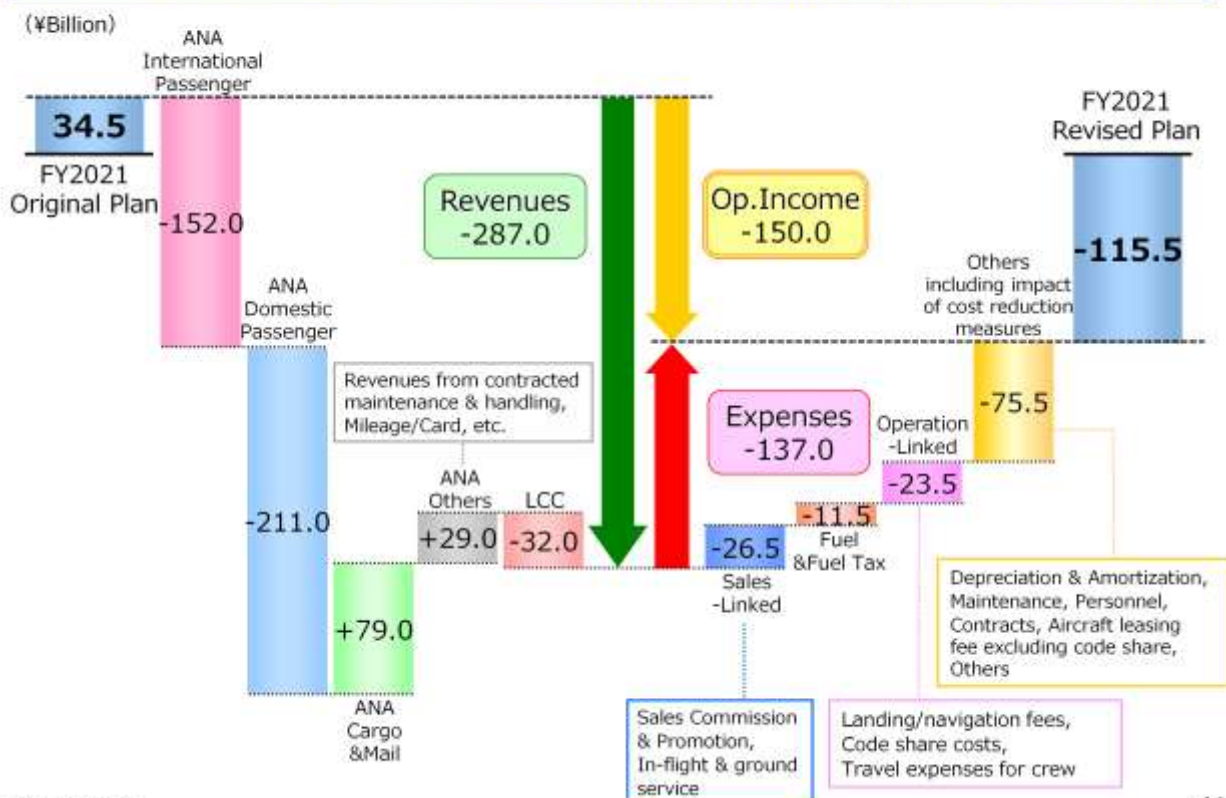 (¥Billion)
ANA
International
Passenger
34.5
FY2021
Original Plan
-152.0
ANA
Domestic
Passenger
-211.0
ANA
Cargo
&Mail
+79.0
Revenues from contracted
maintenance & handling,
Mileage/Card, etc.
ANA
Others
+29.0
LCC
-32.0
Revenues
-287.0
Op.Income
-150.0
Expenses
-137.0
-26.5
Sales
-Linked
Sales Commission
& Promotion,
In-flight & ground
service
-11.5
Fuel
&Fuel Tax
Operation
-Linked
-23.5
Landing/navigation fees,
Code share costs,
Travel expenses for crew
Others
including impact
of cost reduction
measures
-75.5
Depreciation & Amortization,
Maintenance, Personnel,
Contracts, Aircraft leasing
fee excluding code share,
Others
FY2021
Revised Plan
-115.5